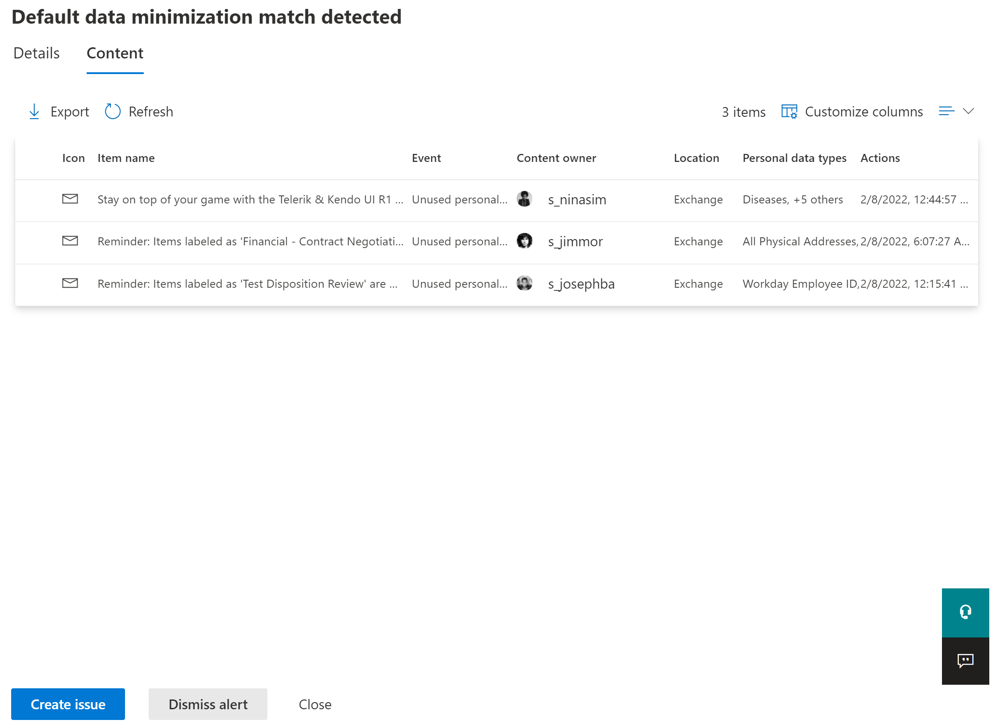 Default data minimization match detected
Details Content
Export Refresh 3 items Customize columns
Icon Item name Event Content owner Location Personal data types Actions
Stay on top of your game with the Telerik & Kendo UI R1 ... Unused personal... s_ninasim Exchange Diseases, +5 others 2/8/2022, 12:44:57 ...
Reminder: Items labeled as 'Financial - Contract Negotiati... Unused personal... s_jimmor Exchange All Physical Addresses, 2/8/2022, 6:07:27 A...
Reminder: Items labeled as 'Test Disposition Review' are ... Unused personal... s_josephba Exchange Workday Employee ID, 2/8/2022, 12:15:41 ...
Create issue Dismiss alert Close